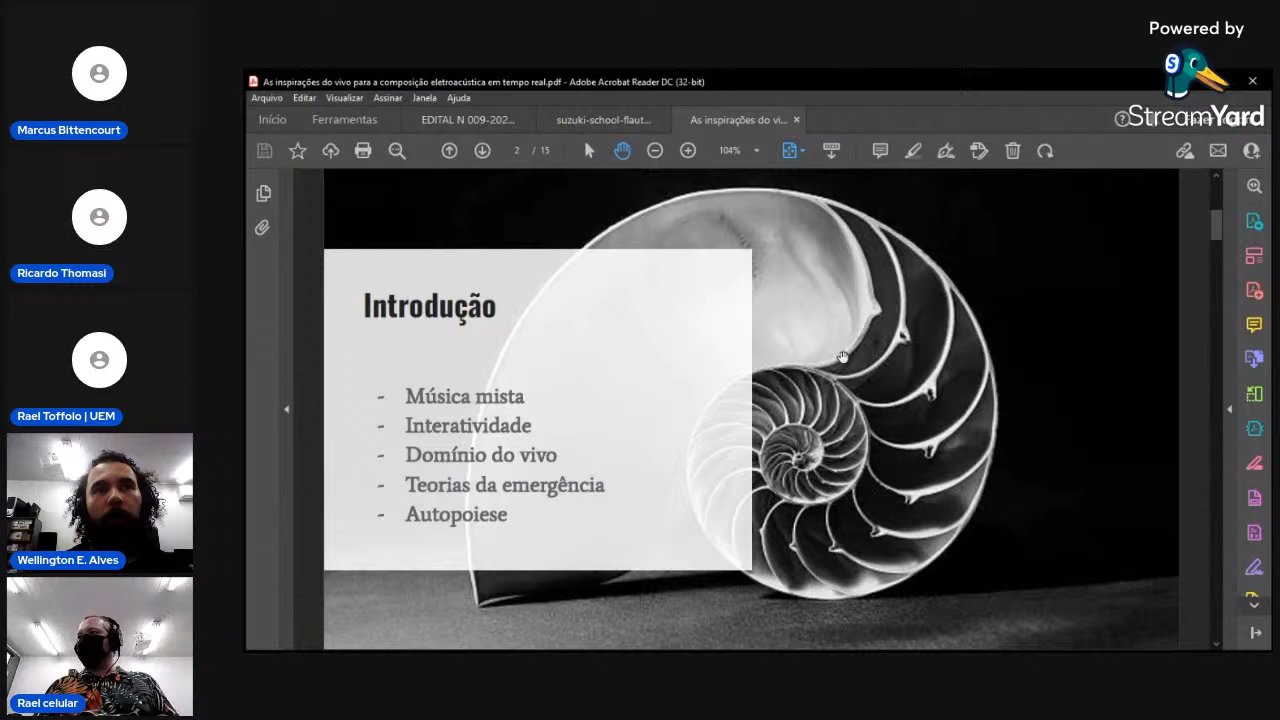 Powered by
StreamYard
Marcus Bittencourt
Ricardo Thomasi
Rael Toffolo | UEM
Wellington E. Alves
Rael celular
As inspirações do vivo para a composição eletroacústica em tempo real.pdf - Adobe Acrobat Reader DC (32-bit)
Arquivo Editar Visualizar Assinar Janela Ajuda
Início Ferramentas EDITAL N 009-202... suzuki-school-flaut... As inspirações do vi...
2 / 15 104%
Introdução
- Música mista
- Interatividade
- Domínio do vivo
- Teorias da emergência
- Autopoiese